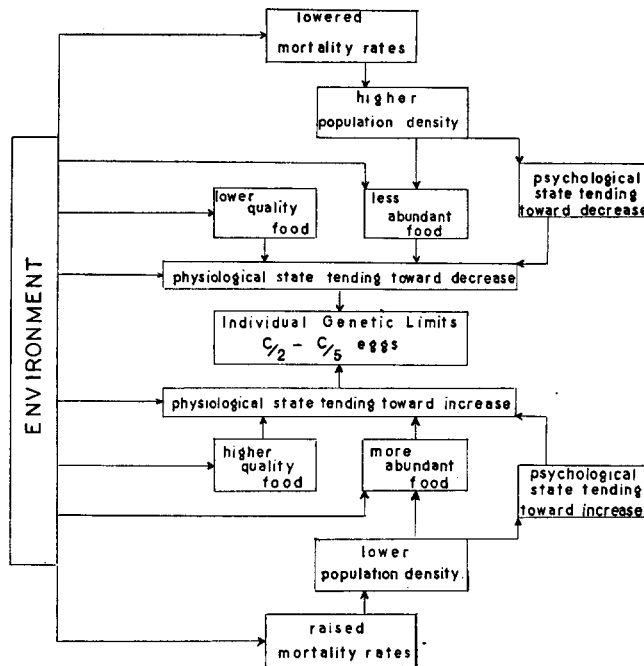 lowered
mortality rates
higher
population density
psychological
state tending
toward decrease
lower
quality
food
less
abundant
food
physiological state tending toward decrease
ENVIRONMENT
Individual Genetic Limits
C/2 – C/5 eggs
physiological state tending toward increase
higher
quality
food
more
abundant
food
psychological
state tending
toward increase
lower
population density
raised
mortality rates